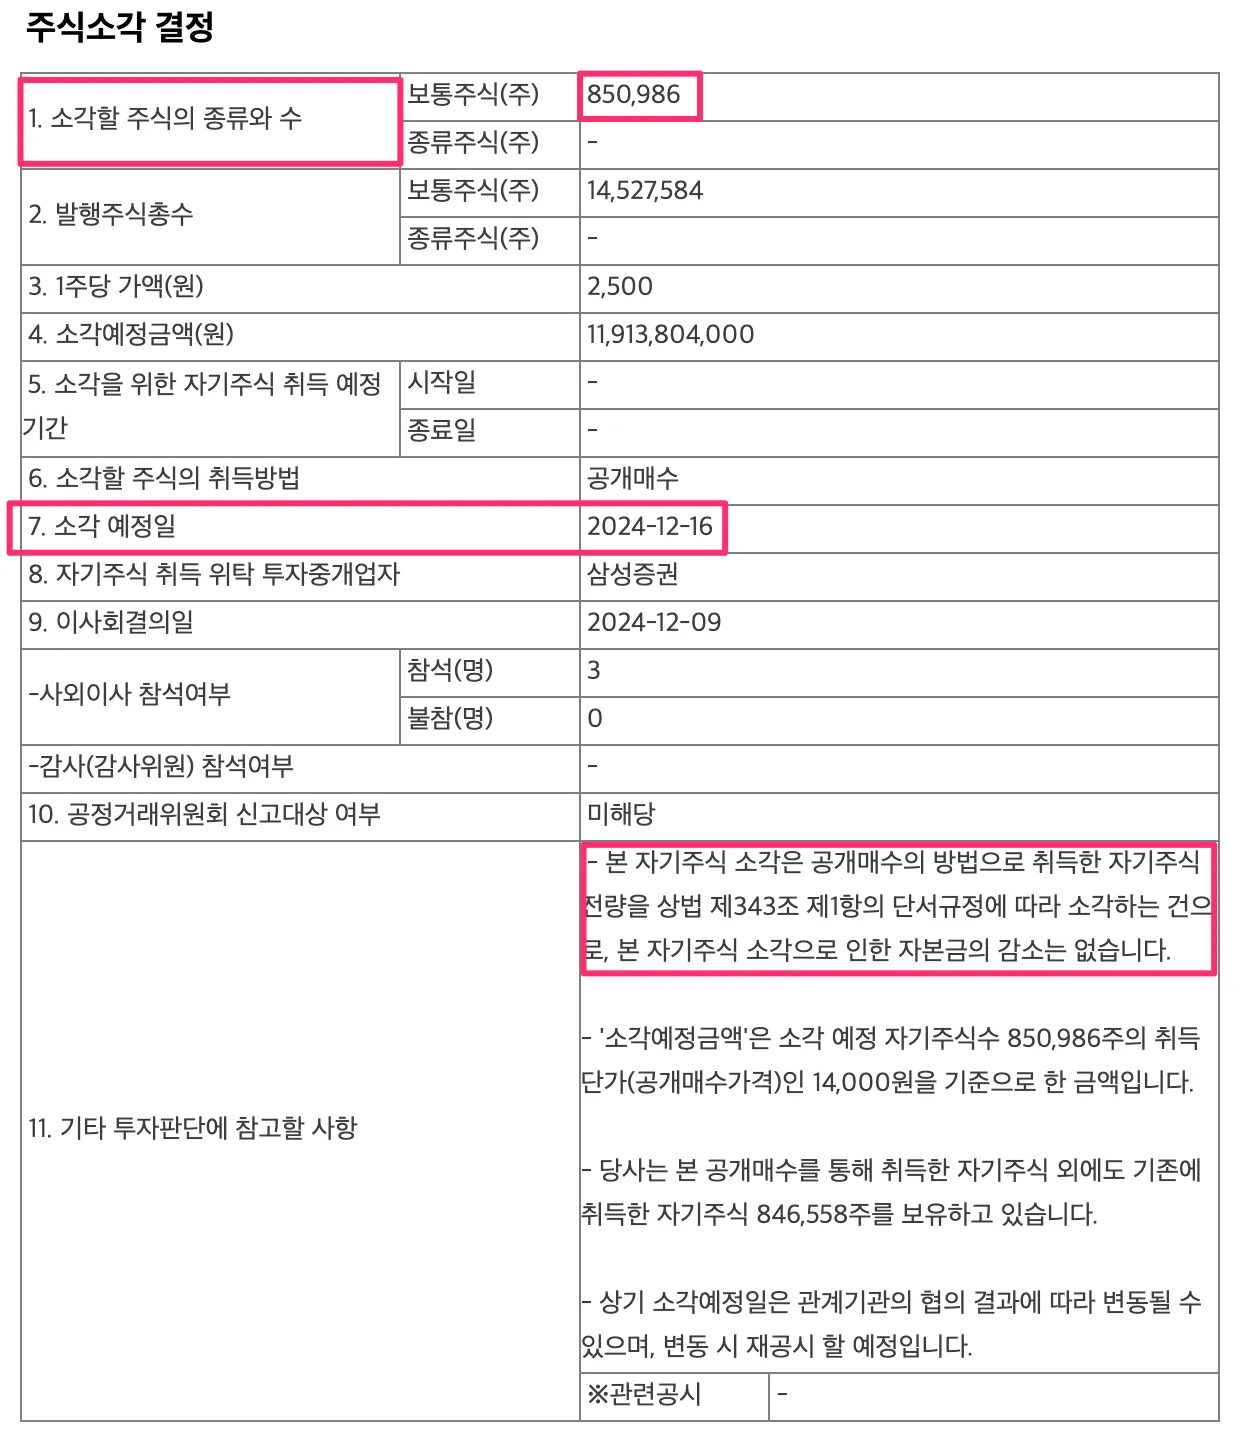 주식소각 결정
1. 소각할 주식의 종류와 수
보통주식(주)
850,986
종류주식(주)
-
2. 발행주식총수
보통주식(주)
14,527,584
종류주식(주)
-
3. 1주당 가액(원)
2,500
4. 소각예정금액(원)
11,913,804,000
5. 소각을 위한 자기주식 취득 예정
기간
시작일
-
종료일
-
6. 소각할 주식의 취득방법
공개매수
7. 소각 예정일
2024-12-16
8. 자기주식 취득 위탁 투자중개업자
삼성증권
9. 이사회결의일
2024-12-09
-사외이사 참석여부
참석(명)
3
불참(명)
0
-감사(감사위원) 참석여부
-
10. 공정거래위원회 신고대상 여부
미해당
11. 기타 투자판단에 참고할 사항
- 본 자기주식 소각은 공개매수의 방법으로 취득한 자기주식
전량을 상법 제343조 제1항의 단서규정에 따라 소각하는 건으
로, 본 자기주식 소각으로 인한 자본금의 감소는 없습니다.
- '소각예정금액'은 소각 예정 자기주식수 850,986주의 취득
단가(공개매수가격)인 14,000원을 기준으로 한 금액입니다.
- 당사는 본 공개매수를 통해 취득한 자기주식 외에도 기존에
취득한 자기주식 846,558주를 보유하고 있습니다.
- 상기 소각예정일은 관계기관의 협의 결과에 따라 변동될 수
있으며, 변동 시 재공시 할 예정입니다.
※관련공시
-